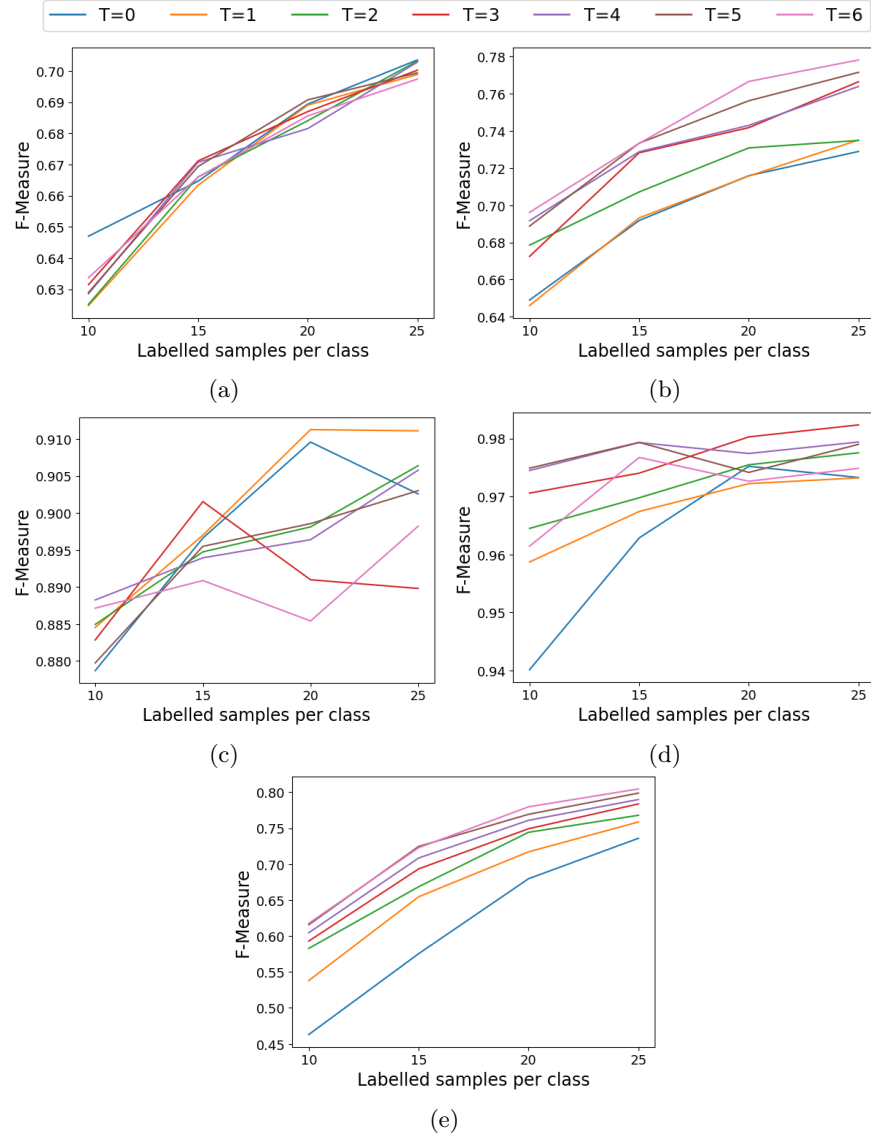 T=0 T=1 T=2 T=3 T=4 T=5 T=6
0.70
0.69
0.68
0.67
0.66
0.65
0.64
0.63
F-Measure
10 15 20 25
Labelled samples per class
(a)
0.78
0.76
0.74
0.72
0.70
0.68
0.66
0.64
F-Measure
10 15 20 25
Labelled samples per class
(b)
0.910
0.905
0.900
0.895
0.890
0.885
0.880
F-Measure
10 15 20 25
Labelled samples per class
(c)
0.98
0.97
0.96
0.95
0.94
F-Measure
10 15 20 25
Labelled samples per class
(d)
0.80
0.75
0.70
0.65
0.60
0.55
0.50
0.45
F-Measure
10 15 20 25
Labelled samples per class
(e)